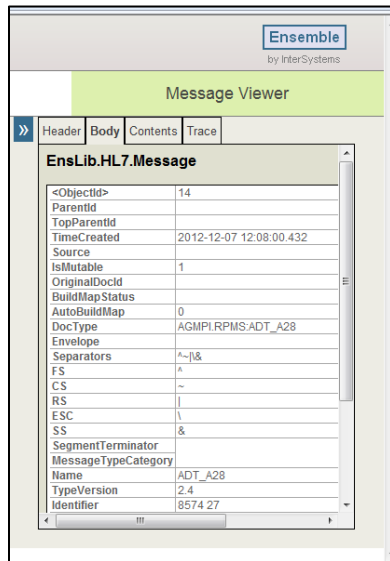 Ensemble
by InterSystems
Message Viewer
» Header Body Contents Trace
EnsLib.HL7.Message
<ObjectId> 14
ParentId
TopParentId
TimeCreated 2012-12-07 12:08:00.432
Source
IsMutable 1
OriginalDocId
BuildMapStatus
AutoBuildMap 0
DocType AGMPI.RPMS:ADT_A28
Envelope
Separators ^~|\&
FS ^
CS ~
RS |
ESC \
SS &
SegmentTerminator
MessageTypeCategory
Name ADT_A28
TypeVersion 2.4
Identifier 8574 27